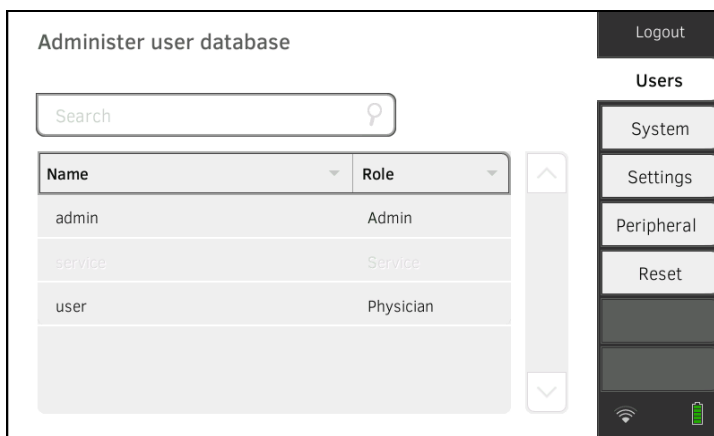 Administer user database
Search
Name Role
admin Admin
service Service
user Physician
Logout
Users
System
Settings
Peripheral
Reset